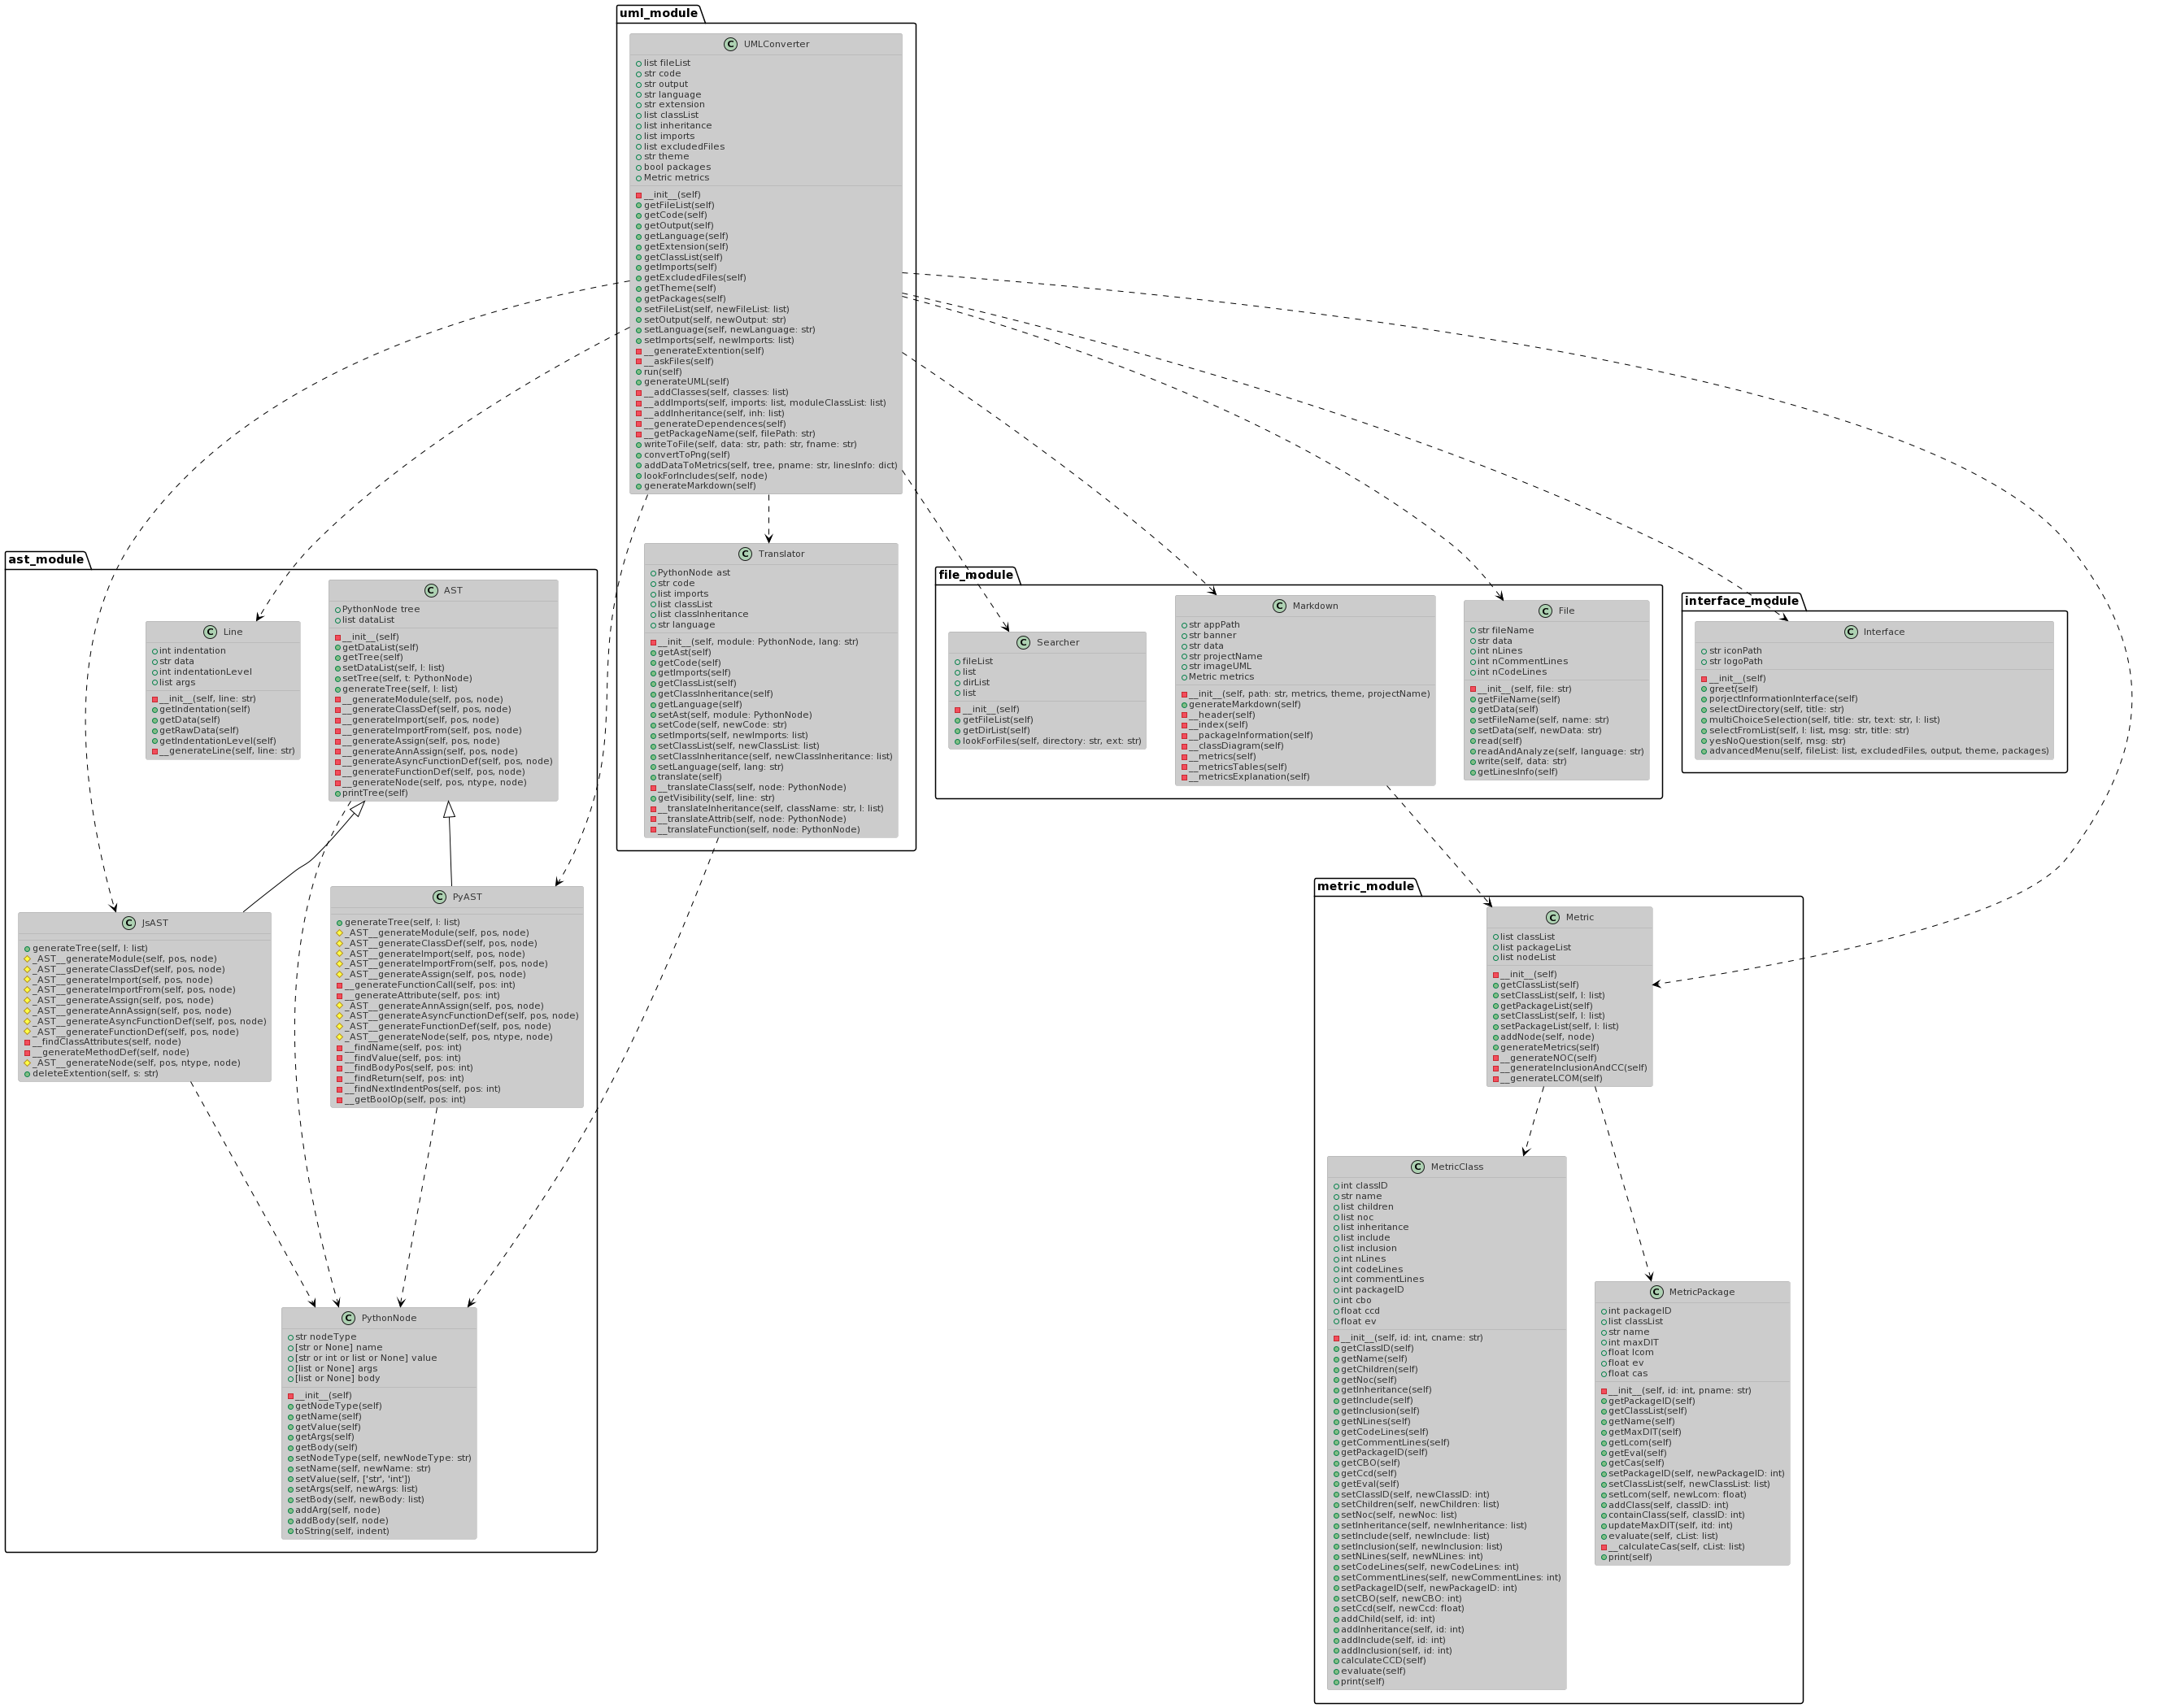 uml_module
C UMLConverter
list fileList
str code
str output
str language
str extension
list classList
list inheritance
list imports
list excludedFiles
str theme
bool packages
Metric metrics
__init__(self)
getFileList(self)
getCode(self)
getOutput(self)
getLanguage(self)
getExtension(self)
getClassList(self)
getImports(self)
getExcludedFiles(self)
getTheme(self)
getPackages(self)
setFileList(self, newFileList: list)
setOutput(self, newOutput: str)
setLanguage(self, newLanguage: str)
setImports(self, newImports: list)
__generateExtention(self)
__askFiles(self)
run(self)
generateUML(self)
__addClasses(self, classes: list)
__addImports(self, imports: list, moduleClassList: list)
__addInheritance(self, inh: list)
__generateDependences(self)
__getPackageName(self, filePath: str)
writeToFile(self, data: str, path: str, fname: str)
convertToPng(self)
addDataToMetrics(self, tree, pname: str, linesInfo: dict)
lookForIncludes(self, node)
generateMarkdown(self)
C Translator
PythonNode ast
str code
list imports
list classList
list classInheritance
str language
__init__(self, module: PythonNode, lang: str)
getAst(self)
getCode(self)
getImports(self)
getClassList(self)
getClassInheritance(self)
getLanguage(self)
setAst(self, module: PythonNode)
setCode(self, newCode: str)
setImports(self, newImports: list)
setClassList(self, newClassList: list)
setClassInheritance(self, newClassInheritance: list)
setLanguage(self, lang: str)
translate(self)
__translateClass(self, node: PythonNode)
getVisibility(self, line: str)
__translateInheritance(self, className: str, l: list)
__translateAttrib(self, node: PythonNode)
__translateFunction(self, node: PythonNode)
ast_module
C Line
int indentation
str data
int indentationLevel
list args
__init__(self, line: str)
getIndentation(self)
getData(self)
getRawData(self)
getIndentationLevel(self)
__generateLine(self, line: str)
C AST
PythonNode tree
list dataList
__init__(self)
getDataList(self)
getTree(self)
setDataList(self, l: list)
setTree(self, t: PythonNode)
generateTree(self, l: list)
__generateModule(self, pos, node)
__generateClassDef(self, pos, node)
__generateImport(self, pos, node)
__generateImportFrom(self, pos, node)
__generateAssign(self, pos, node)
__generateAnnAssign(self, pos, node)
__generateAsyncFunctionDef(self, pos, node)
__generateFunctionDef(self, pos, node)
__generateNode(self, pos, ntype, node)
printTree(self)
C JsAST
generateTree(self, l: list)
_AST__generateModule(self, pos, node)
_AST__generateClassDef(self, pos, node)
_AST__generateImport(self, pos, node)
_AST__generateImportFrom(self, pos, node)
_AST__generateAssign(self, pos, node)
_AST__generateAnnAssign(self, pos, node)
_AST__generateAsyncFunctionDef(self, pos, node)
_AST__generateFunctionDef(self, pos, node)
__findClassAttributes(self, node)
__generateMethodDef(self, node)
_AST__generateNode(self, pos, ntype, node)
deleteExtention(self, s: str)
C PyAST
generateTree(self, l: list)
_AST__generateModule(self, pos, node)
_AST__generateClassDef(self, pos, node)
_AST__generateImport(self, pos, node)
_AST__generateImportFrom(self, pos, node)
_AST__generateAssign(self, pos, node)
__generateFunctionCall(self, pos: int)
__generateAttribute(self, pos: int)
_AST__generateAnnAssign(self, pos, node)
_AST__generateAsyncFunctionDef(self, pos, node)
_AST__generateFunctionDef(self, pos, node)
_AST__generateNode(self, pos, ntype, node)
__findName(self, pos: int)
__findValue(self, pos: int)
__findBodyPos(self, pos: int)
__findReturn(self, pos: int)
__findNextIndentPos(self, pos: int)
__getBoolOp(self, pos: int)
C PythonNode
str nodeType
[str or None] name
[str or int or list or None] value
[list or None] args
[list or None] body
__init__(self)
getNodeType(self)
getName(self)
getValue(self)
getArgs(self)
getBody(self)
setNodeType(self, newNodeType: str)
setName(self, newName: str)
setValue(self, ['str', 'int'])
setArgs(self, newArgs: list)
setBody(self, newBody: list)
addArg(self, node)
addBody(self, node)
toString(self, indent)
file_module
C Searcher
fileList
list
dirList
list
__init__(self)
getFileList(self)
getDirList(self)
lookForFiles(self, directory: str, ext: str)
C Markdown
str appPath
str banner
str data
str projectName
str imageUML
Metric metrics
__init__(self, path: str, metrics, theme, projectName)
generateMarkdown(self)
__header(self)
__index(self)
__packageInformation(self)
__classDiagram(self)
__metrics(self)
__metricsTables(self)
__metricsExplanation(self)
C File
str fileName
str data
int nLines
int nCommentLines
int nCodeLines
__init__(self, file: str)
getFileName(self)
getData(self)
setFileName(self, name: str)
setData(self, newData: str)
read(self)
readAndAnalyze(self, language: str)
write(self, data: str)
getLinesInfo(self)
interface_module
C Interface
str iconPath
str logoPath
__init__(self)
greet(self)
porjectInformationInterface(self)
selectDirectory(self, title: str)
multiChoiceSelection(self, title: str, text: str, l: list)
selectFromList(self, l: list, msg: str, title: str)
yesNoQuestion(self, msg: str)
advancedMenu(self, fileList: list, excludedFiles, output, theme, packages)
metric_module
C Metric
list classList
list packageList
list nodeList
__init__(self)
getClassList(self)
setClassList(self, l: list)
getPackageList(self)
setClassList(self, l: list)
setPackageList(self, l: list)
addNode(self, node)
generateMetrics(self)
__generateNOC(self)
__generateInclusionAndCC(self)
__generateLCOM(self)
C MetricClass
int classID
str name
list children
list noc
list inheritance
list include
list inclusion
int nLines
int codeLines
int commentLines
int packageID
int cbo
float ccd
float ev
__init__(self, id: int, cname: str)
getClassID(self)
getName(self)
getChildren(self)
getNoc(self)
getInheritance(self)
getInclude(self)
getInclusion(self)
getNLines(self)
getCodeLines(self)
getCommentLines(self)
getPackageID(self)
getCBO(self)
getCcd(self)
getEval(self)
setClassID(self, newClassID: int)
setChildren(self, newChildren: list)
setNoc(self, newNoc: list)
setInheritance(self, newInheritance: list)
setInclude(self, newInclude: list)
setInclusion(self, newInclusion: list)
setNLines(self, newNLines: int)
setCodeLines(self, newCodeLines: int)
setCommentLines(self, newCommentLines: int)
setPackageID(self, newPackageID: int)
setCBO(self, newCBO: int)
setCcd(self, newCcd: float)
addChild(self, id: int)
addInheritance(self, id: int)
addInclude(self, id: int)
addInclusion(self, id: int)
calculateCCD(self)
evaluate(self)
print(self)
C MetricPackage
int packageID
list classList
str name
int maxDIT
float lcom
float ev
float cas
__init__(self, id: int, pname: str)
getPackageID(self)
getClassList(self)
getName(self)
getMaxDIT(self)
getLcom(self)
getEval(self)
getCas(self)
setPackageID(self, newPackageID: int)
setClassList(self, newClassList: list)
setLcom(self, newLcom: float)
addClass(self, classID: int)
containClass(self, classID: int)
updateMaxDIT(self, itd: int)
evaluate(self, cList: list)
__calculateCas(self, cList: list)
print(self)